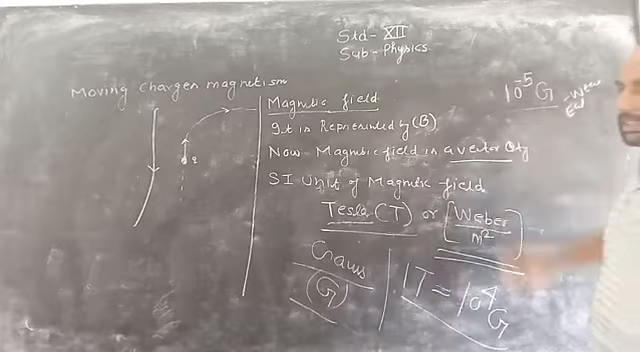 Std - XII
Sub - Physics
Moving Charges magnetism
q
Magnetic field
It is Represented by (B)
Now Magnetic field is a vector Qty
SI Unit of Magnetic field
Tesla (T) or [Weber/m²]
Gauss
(G)
1T = 10⁴ G
10⁻⁵ G